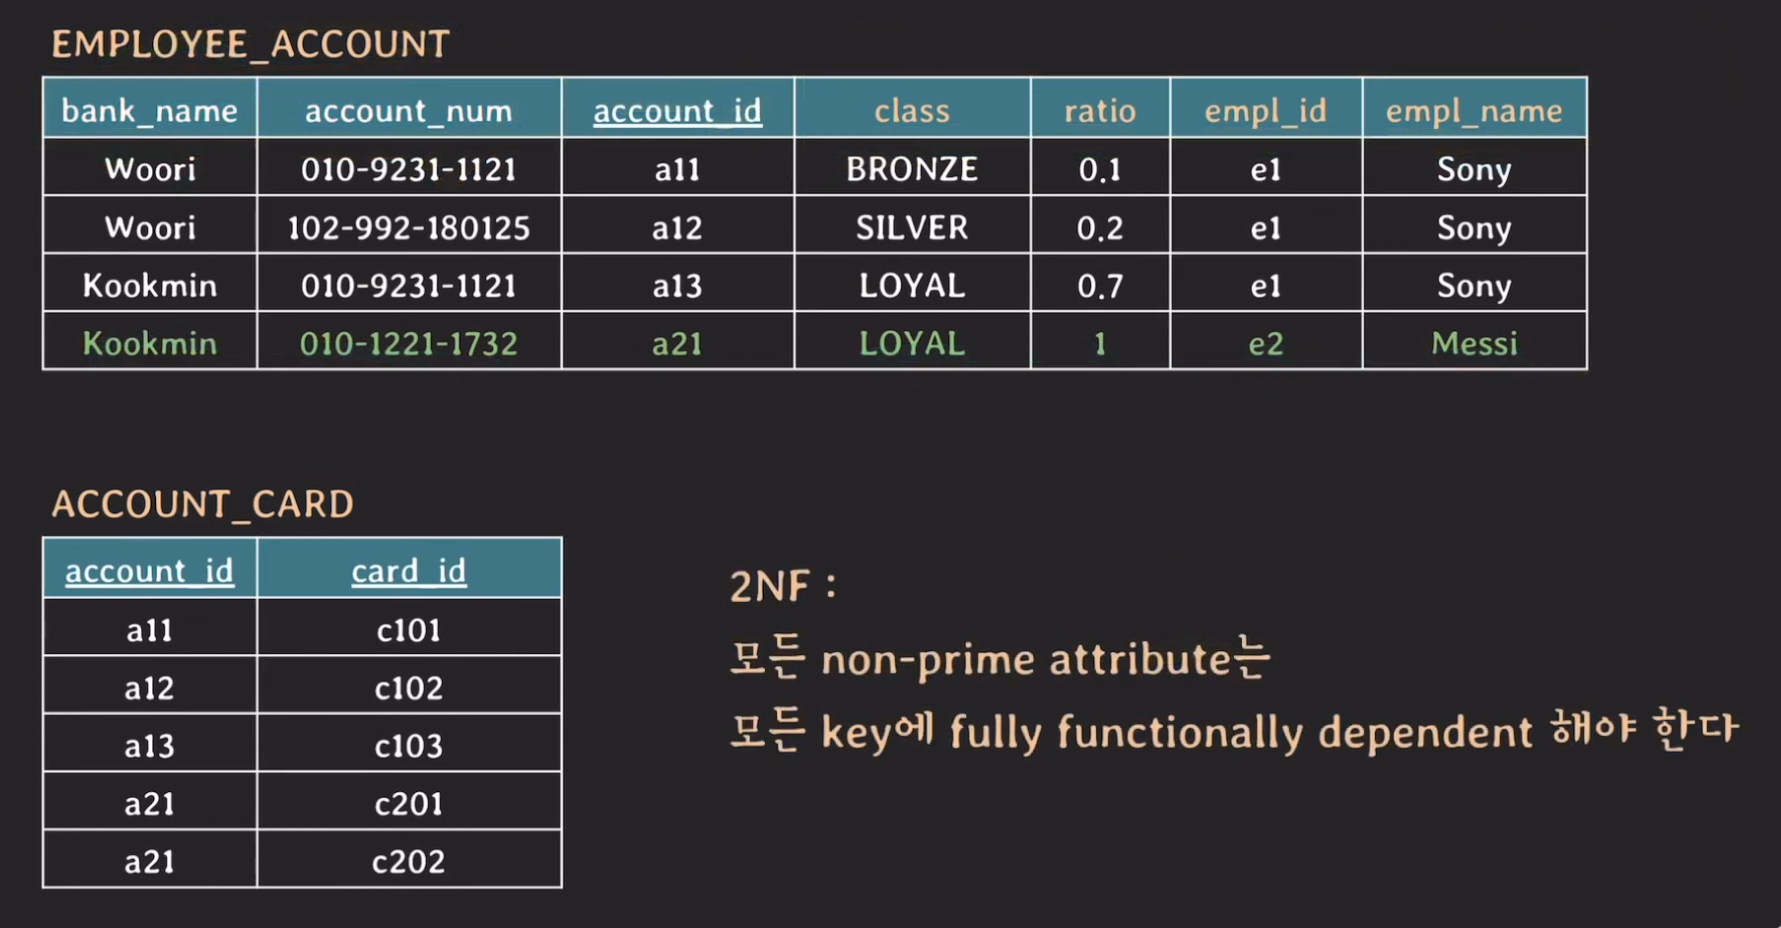 EMPLOYEE_ACCOUNT
bank_name account_num account_id class ratio empl_id empl_name
Woori 010-9231-1121 a11 BRONZE 0.1 e1 Sony
Woori 102-992-180125 a12 SILVER 0.2 e1 Sony
Kookmin 010-9231-1121 a13 LOYAL 0.7 e1 Sony
Kookmin 010-1221-1732 a21 LOYAL 1 e2 Messi
ACCOUNT_CARD
account_id card_id
a11 c101
a12 c102
a13 c103
a21 c201
a21 c202
2NF :
모든 non-prime attribute는
모든 key에 fully functionally dependent 해야 한다